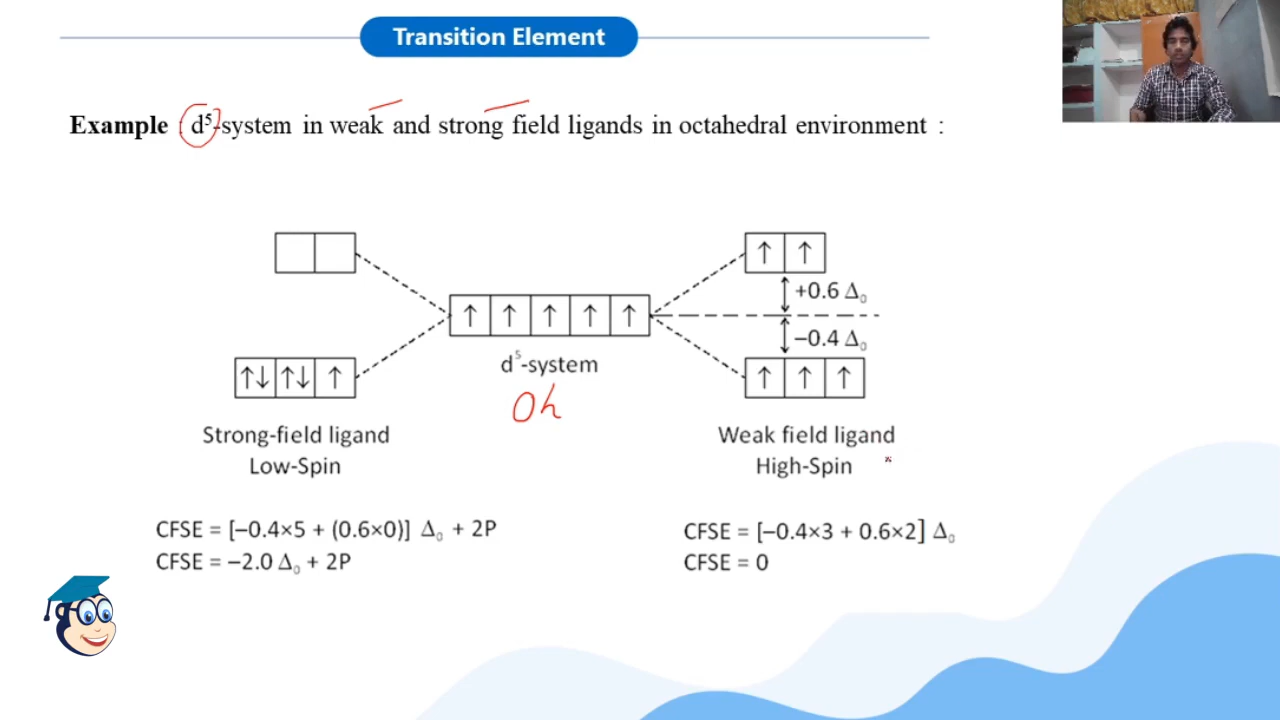 Transition Element
Example : d⁵-system in weak and strong field ligands in octahedral environment :
↑ ↑
+0.6 Δ₀
↑ ↑ ↑ ↑ ↑
−0.4 Δ₀
d⁵-system
↑↓ ↑↓ ↑
↑ ↑ ↑
Oh
Strong-field ligand
Low-Spin
Weak field ligand
High-Spin
CFSE = [−0.4×5 + (0.6×0)] Δ₀ + 2P
CFSE = −2.0 Δ₀ + 2P
CFSE = [−0.4×3 + 0.6×2] Δ₀
CFSE = 0